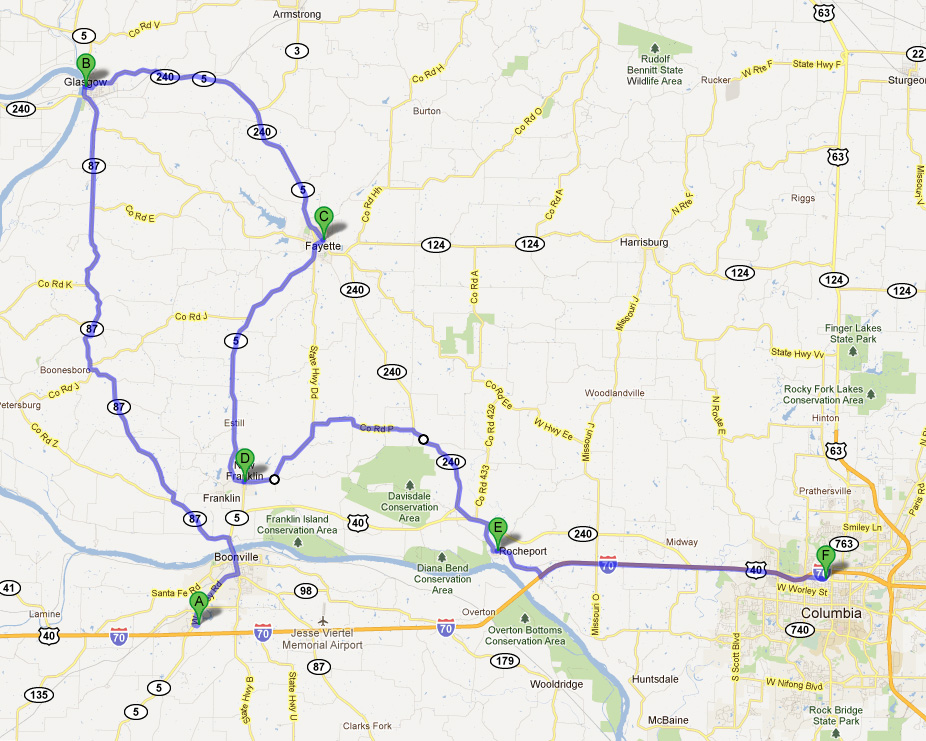 Armstrong
63
5
Co Rd V
3
22
Rudolf
Bennitt State
Wildlife Area
W Rte F
State Hwy F
B
Co Rd H
Rucker
Sturgeon
Glasgow
240
5
240
Burton
Co Rd O
240
63
87
5
Co Rd Hh
Co Rd A
N Rte F
Riggs
Missouri V
Co Rd E
C
Fayette
124
124
Harrisburg
124
124
Co Rd K
240
Co Rd A
Missouri J
Co Rd J
87
5
State Hwy Dd
Finger Lakes
State Park
State Hwy Vv
Boonesboro
240
Co Rd J
Co Rd Ee
Woodlandville
Rocky Fork Lakes
Conservation Area
Petersburg
87
Estill
Co Rd P
Co Rd 428
W Hwy Ee
Missouri J
N Route E
Hinton
Co Rd Z
240
63
D
New
Franklin
Co Rd 433
Davisdale
Conservation
Area
Prathersville
Paris Rd
Franklin
87
5
Franklin Island
Conservation Area
40
E
Smiley Ln
240
Midway
763
Rocheport
Boonville
Diana Bend
Conservation
Area
70
40
F
70
41
Santa Fe Rd
98
W Worley St
A
Lamine
Overton
Missouri O
Columbia
40
70
70
Jesse Viertel
Memorial Airport
70
Overton Bottoms
Conservation Area
740
87
179
S Scott Blvd
135
5
State Hwy B
State Hwy U
Wooldridge
Huntsdale
W Nifong Blvd
5
Clarks Fork
McBaine
Rock Bridge
State Park